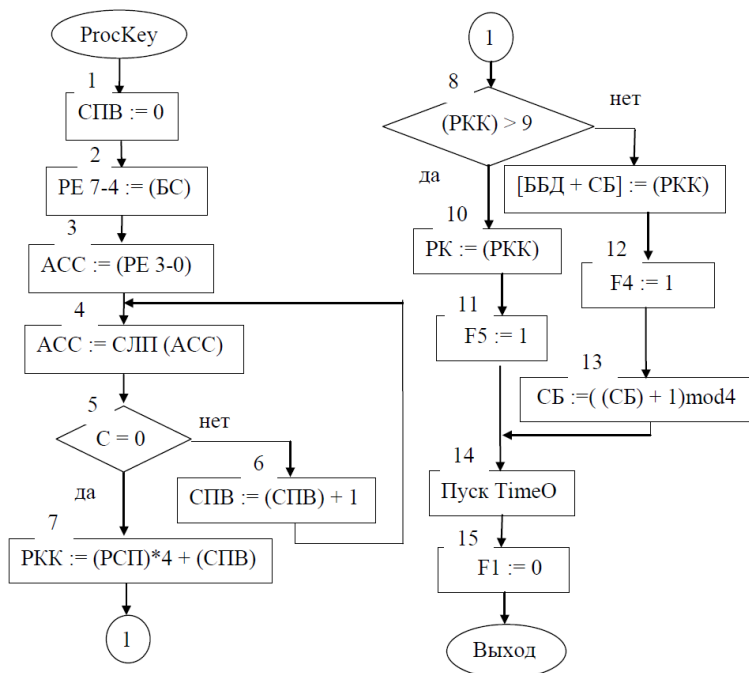 ProcKey
1
СПВ := 0
2
РЕ 7-4 := (БС)
3
АСС := (РЕ 3-0)
4
АСС := СЛП (АСС)
5
С = 0
нет
да
6
СПВ := (СПВ) + 1
7
РКК := (РСП)*4 + (СПВ)
1
1
8
(РКК) > 9
нет
да
[ББД + СБ] := (РКК)
10
РК := (РКК)
12
F4 := 1
11
F5 := 1
13
СБ :=( (СБ) + 1)mod4
14
Пуск TimeO
15
F1 := 0
Выход